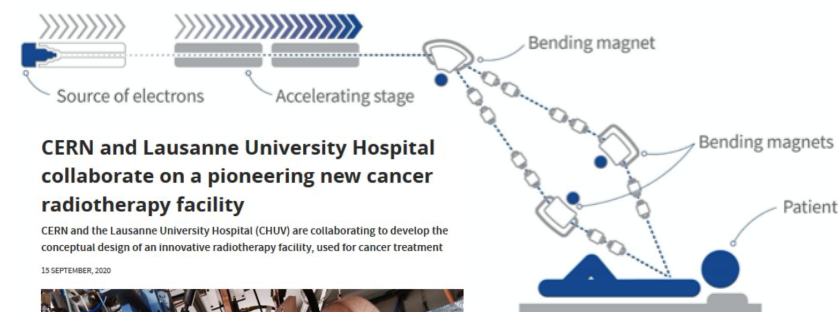 Bending magnet
Source of electrons
Accelerating stage
Bending magnets
Patient
CERN and Lausanne University Hospital
collaborate on a pioneering new cancer
radiotherapy facility
CERN and the Lausanne University Hospital (CHUV) are collaborating to develop the
conceptual design of an innovative radiotherapy facility, used for cancer treatment
15 SEPTEMBER, 2020